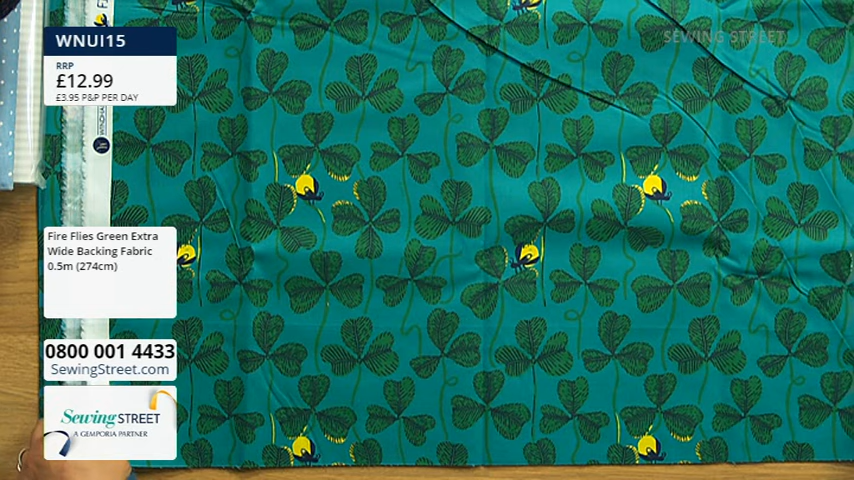 WNUI15
RRP
£12.99
£3.95 P&P PER DAY
SEWING STREET
Fire Flies Green Extra
Wide Backing Fabric
0.5m (274cm)
0800 001 4433
SewingStreet.com
Sewing STREET
A GEMPORIA PARTNER